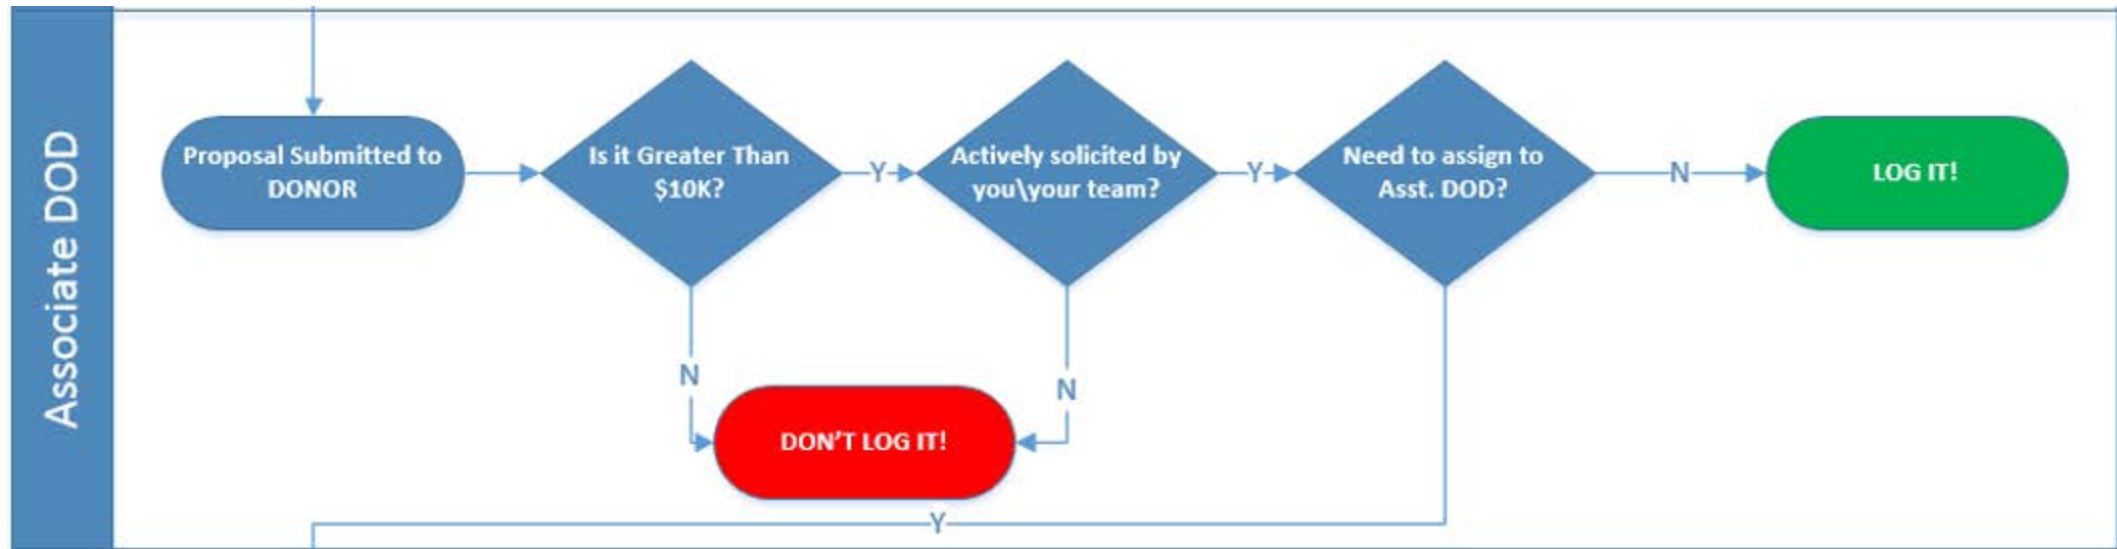 Associate DOD
Proposal Submitted to
DONOR
Is it Greater Than
$10K?
Y
Actively solicited by
you\your team?
Y
Need to assign to
Asst. DOD?
N
LOG IT!
N
N
DON'T LOG IT!
Y